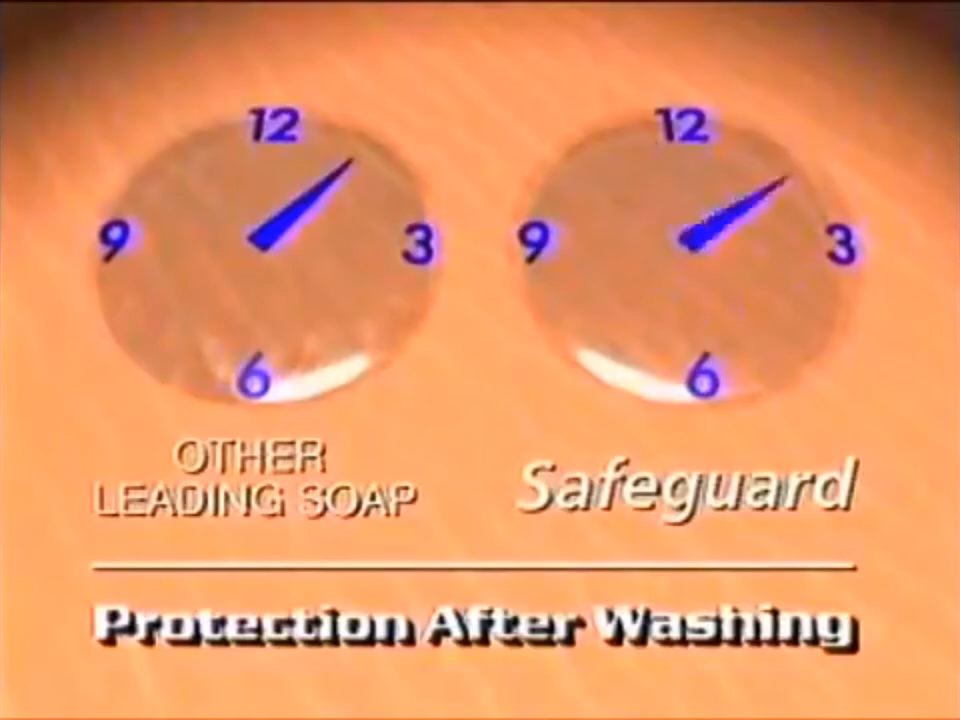 12
12
9
3
9
3
6
6
OTHER
LEADING SOAP
Safeguard
Protection After Washing